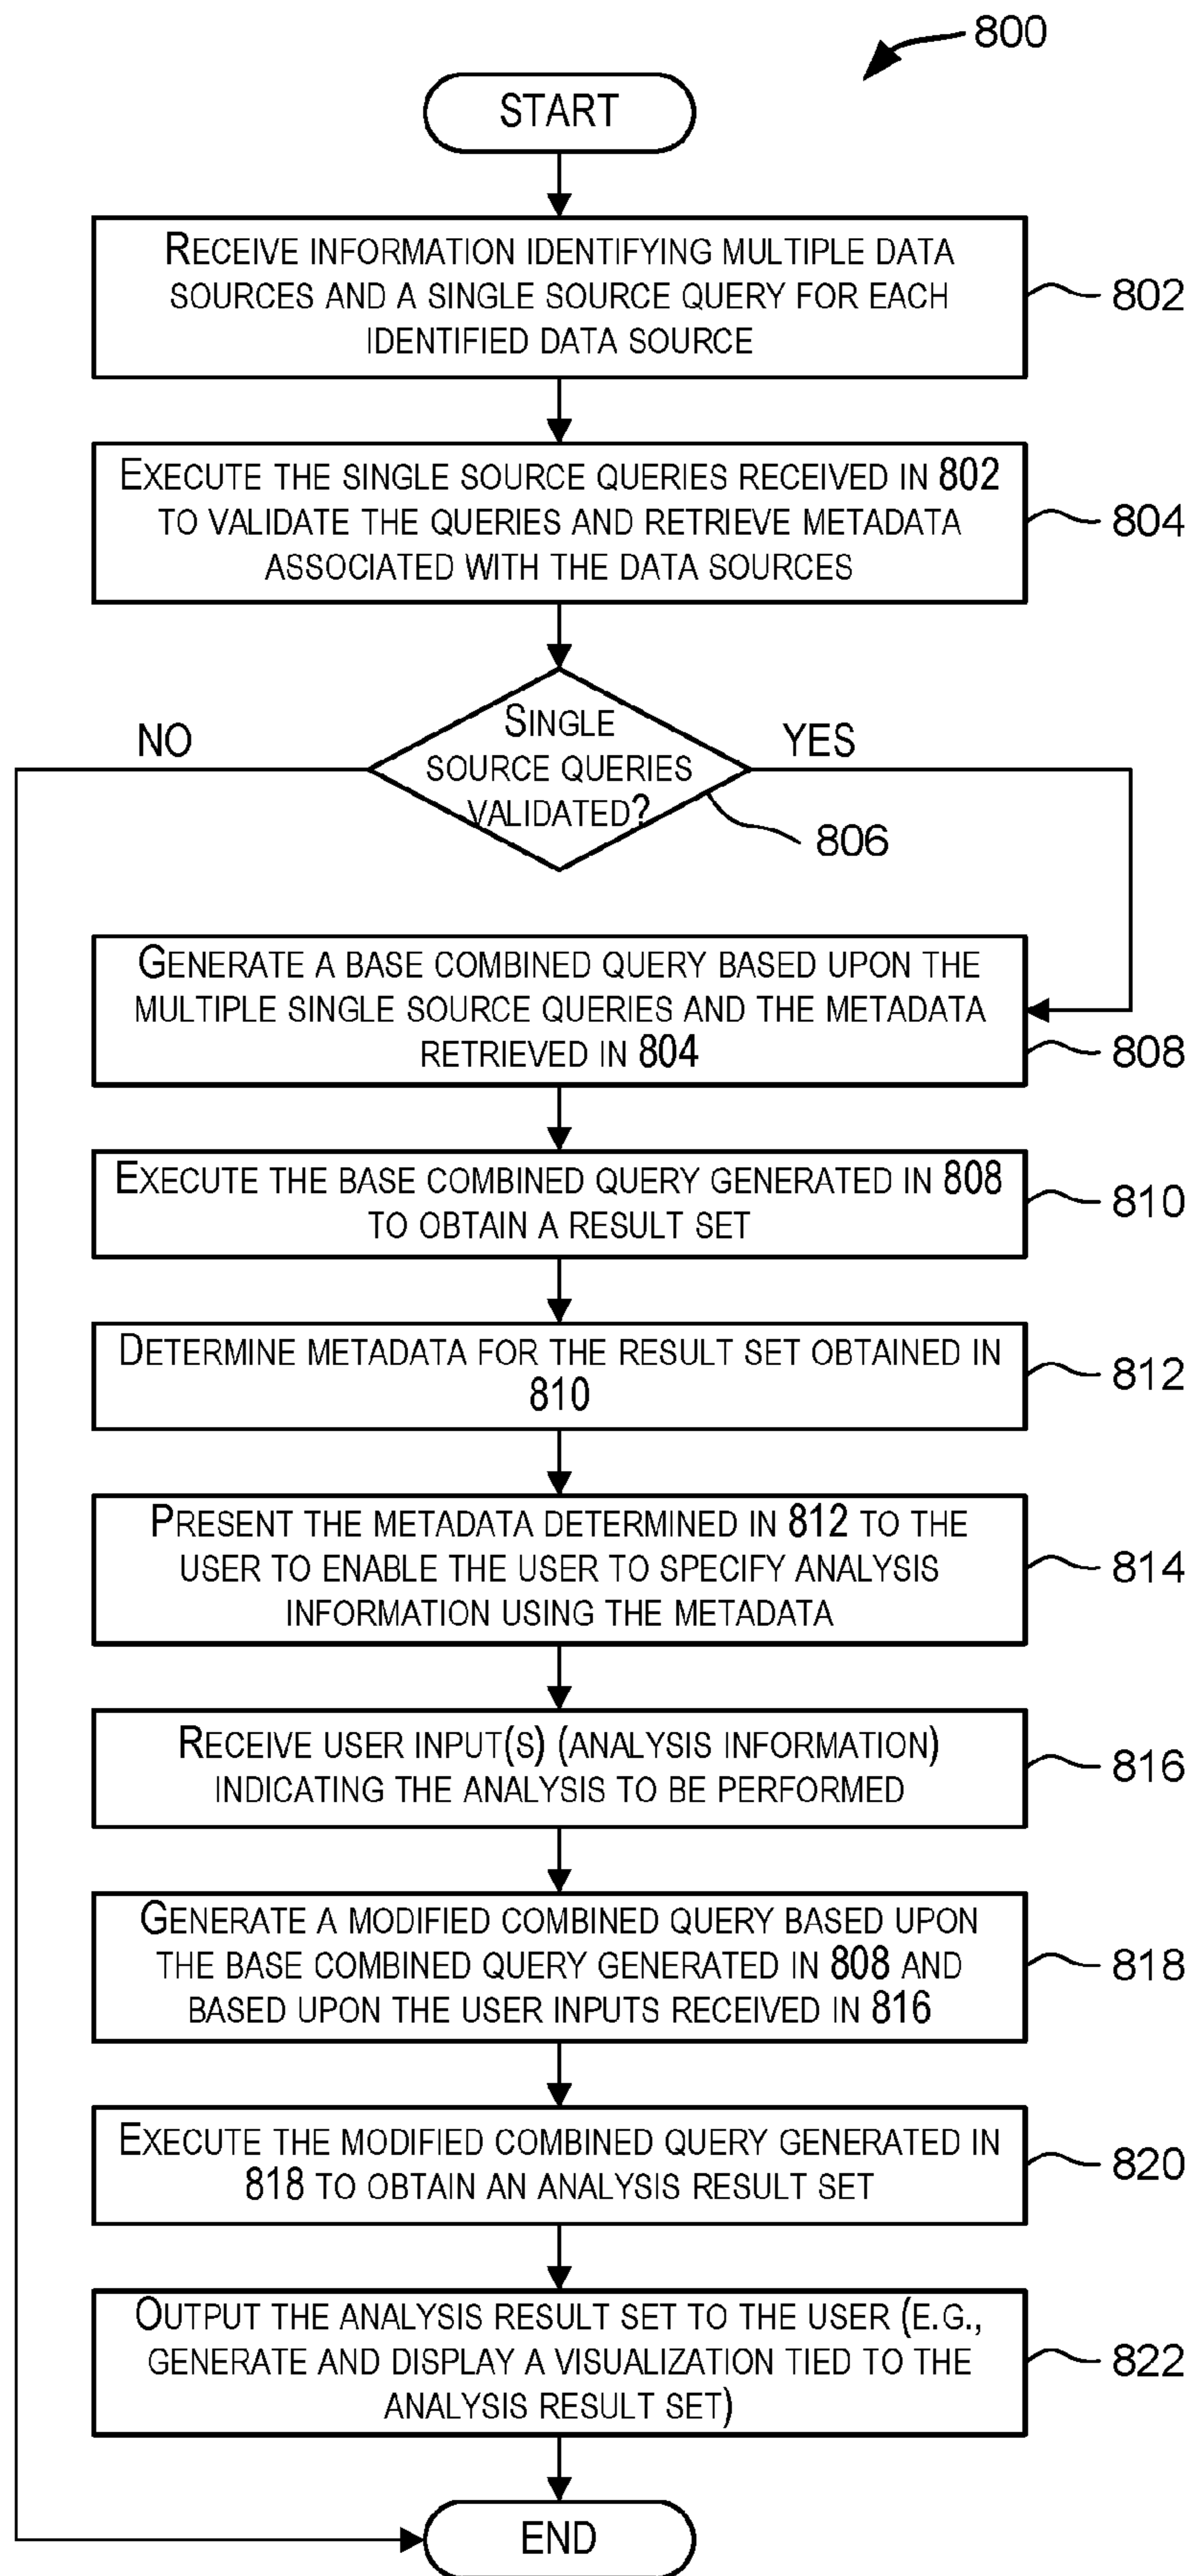 800
START
RECEIVE INFORMATION IDENTIFYING MULTIPLE DATA
SOURCES AND A SINGLE SOURCE QUERY FOR EACH
IDENTIFIED DATA SOURCE
802
EXECUTE THE SINGLE SOURCE QUERIES RECEIVED IN 802
TO VALIDATE THE QUERIES AND RETRIEVE METADATA
ASSOCIATED WITH THE DATA SOURCES
804
NO
SINGLE
SOURCE QUERIES
VALIDATED?
YES
806
GENERATE A BASE COMBINED QUERY BASED UPON THE
MULTIPLE SINGLE SOURCE QUERIES AND THE METADATA
RETRIEVED IN 804
808
EXECUTE THE BASE COMBINED QUERY GENERATED IN 808
TO OBTAIN A RESULT SET
810
DETERMINE METADATA FOR THE RESULT SET OBTAINED IN
810
812
PRESENT THE METADATA DETERMINED IN 812 TO THE
USER TO ENABLE THE USER TO SPECIFY ANALYSIS
INFORMATION USING THE METADATA
814
RECEIVE USER INPUT(S) (ANALYSIS INFORMATION)
INDICATING THE ANALYSIS TO BE PERFORMED
816
GENERATE A MODIFIED COMBINED QUERY BASED UPON
THE BASE COMBINED QUERY GENERATED IN 808 AND
BASED UPON THE USER INPUTS RECEIVED IN 816
818
EXECUTE THE MODIFIED COMBINED QUERY GENERATED IN
818 TO OBTAIN AN ANALYSIS RESULT SET
820
OUTPUT THE ANALYSIS RESULT SET TO THE USER (E.G.,
GENERATE AND DISPLAY A VISUALIZATION TIED TO THE
ANALYSIS RESULT SET)
822
END